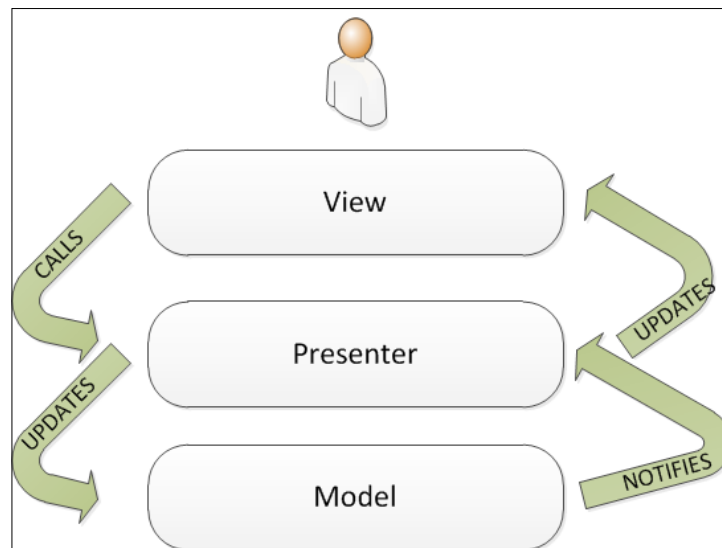 View
CALLS
UPDATES
Presenter
UPDATES
Model
NOTIFIES